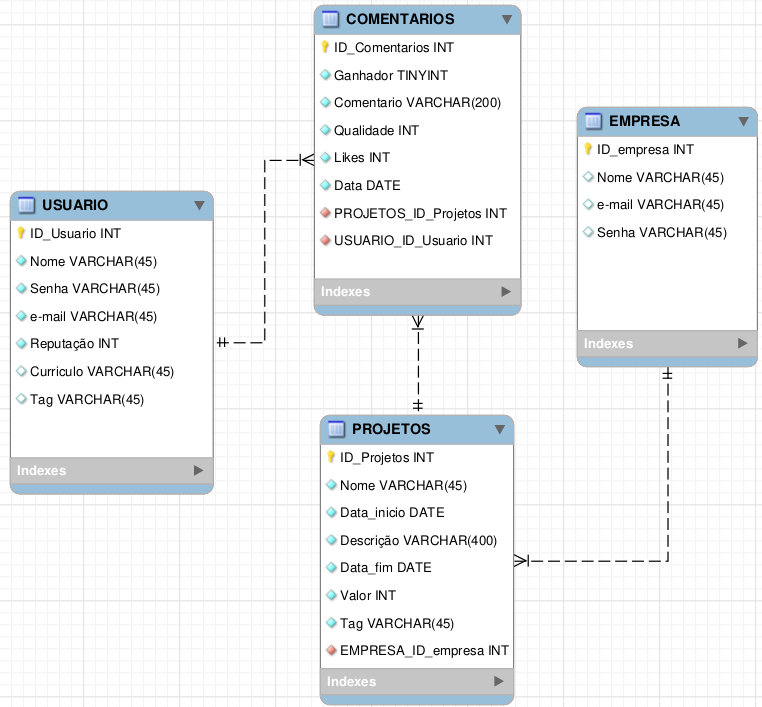 COMENTARIOS
ID_Comentarios INT
Ganhador TINYINT
Comentario VARCHAR(200)
Qualidade INT
Likes INT
Data DATE
PROJETOS_ID_Projetos INT
USUARIO_ID_Usuario INT
Indexes
EMPRESA
ID_empresa INT
Nome VARCHAR(45)
e-mail VARCHAR(45)
Senha VARCHAR(45)
Indexes
USUARIO
ID_Usuario INT
Nome VARCHAR(45)
Senha VARCHAR(45)
e-mail VARCHAR(45)
Reputação INT
Curriculo VARCHAR(45)
Tag VARCHAR(45)
Indexes
PROJETOS
ID_Projetos INT
Nome VARCHAR(45)
Data_inicio DATE
Descrição VARCHAR(400)
Data_fim DATE
Valor INT
Tag VARCHAR(45)
EMPRESA_ID_empresa INT
Indexes